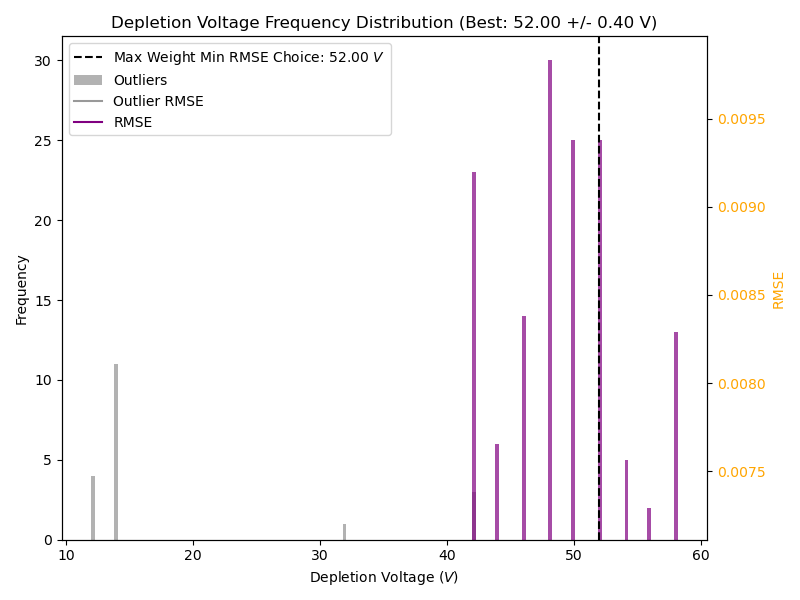 Depletion Voltage Frequency Distribution (Best: 52.00 +/- 0.40 V)
Max Weight Min RMSE Choice: 52.00 V
Outliers
Outlier RMSE
RMSE
30
25
20
15
10
5
0
Frequency
10 20 30 40 50 60
Depletion Voltage (V)
0.0095
0.0090
0.0085
0.0080
0.0075
RMSE